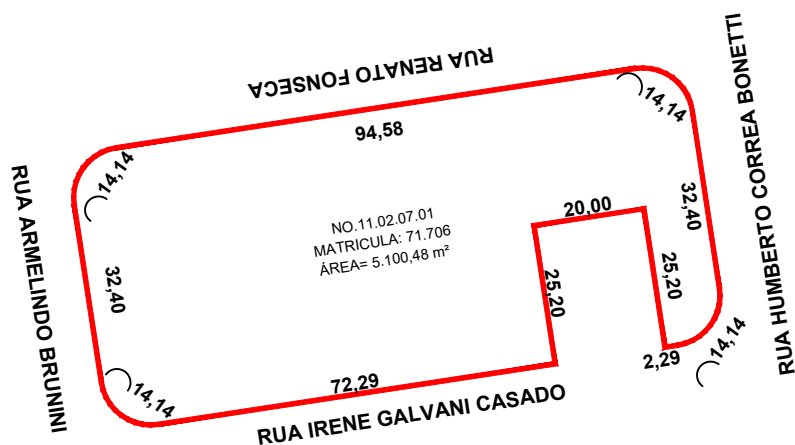 RUA RENATO FONSECA
94,58
14,14
14,14
RUA HUMBERTO CORREA BONETTI
RUA ARMELINDO BRUNINI
32,40
NO.11.02.07.01
MATRICULA: 71.706
ÁREA= 5.100,48 m²
20,00
32,40
25,20
25,20
14,14
72,29
2,29
14,14
RUA IRENE GALVANI CASADO